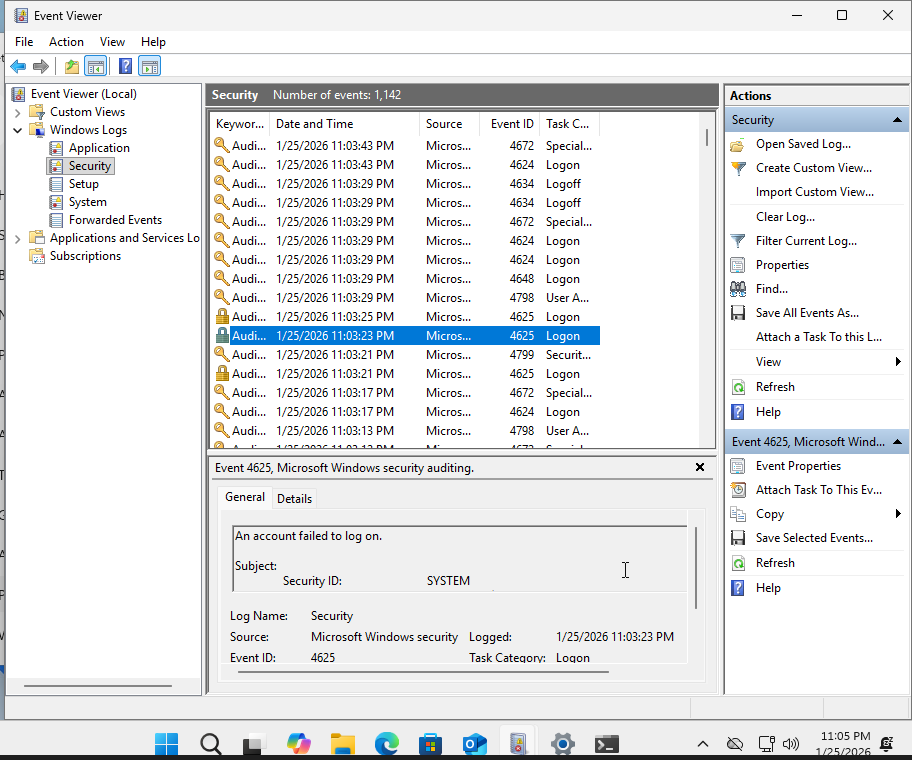 Event Viewer
File Action View Help
Event Viewer (Local)
Custom Views
Windows Logs
Application
Security
Setup
System
Forwarded Events
Applications and Services Lo
Subscriptions
Security Number of events: 1,142
Keywor... Date and Time Source Event ID Task C...
Audi... 1/25/2026 11:03:43 PM Micros... 4672 Special...
Audi... 1/25/2026 11:03:43 PM Micros... 4624 Logon
Audi... 1/25/2026 11:03:29 PM Micros... 4634 Logoff
Audi... 1/25/2026 11:03:29 PM Micros... 4634 Logoff
Audi... 1/25/2026 11:03:29 PM Micros... 4672 Special...
Audi... 1/25/2026 11:03:29 PM Micros... 4624 Logon
Audi... 1/25/2026 11:03:29 PM Micros... 4624 Logon
Audi... 1/25/2026 11:03:29 PM Micros... 4648 Logon
Audi... 1/25/2026 11:03:29 PM Micros... 4798 User A...
Audi... 1/25/2026 11:03:25 PM Micros... 4625 Logon
Audi... 1/25/2026 11:03:23 PM Micros... 4625 Logon
Audi... 1/25/2026 11:03:21 PM Micros... 4799 Securit...
Audi... 1/25/2026 11:03:21 PM Micros... 4625 Logon
Audi... 1/25/2026 11:03:17 PM Micros... 4672 Special...
Audi... 1/25/2026 11:03:17 PM Micros... 4624 Logon
Audi... 1/25/2026 11:03:13 PM Micros... 4798 User A...
Event 4625, Microsoft Windows security auditing.
General Details
An account failed to log on.
Subject:
Security ID: SYSTEM
Log Name: Security
Source: Microsoft Windows security Logged: 1/25/2026 11:03:23 PM
Event ID: 4625 Task Category: Logon
Actions
Security
Open Saved Log...
Create Custom View...
Import Custom View...
Clear Log...
Filter Current Log...
Properties
Find...
Save All Events As...
Attach a Task To this L...
View
Refresh
Help
Event 4625, Microsoft Wind...
Event Properties
Attach Task To This Ev...
Copy
Save Selected Events...
Refresh
Help
11:05 PM
1/25/2026